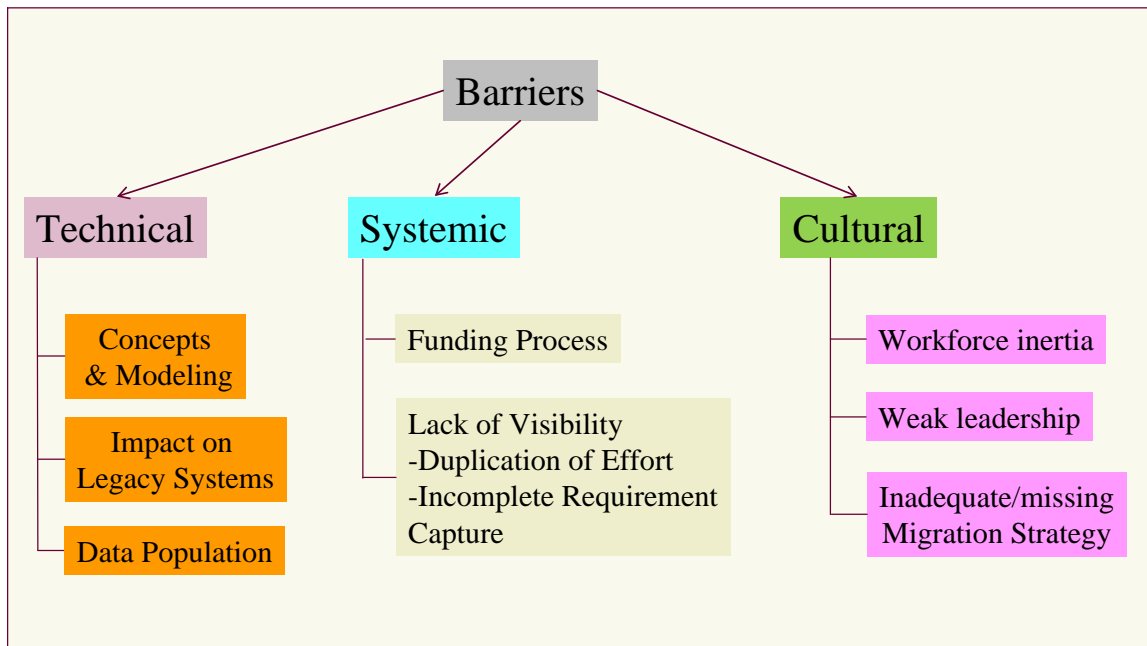 Barriers
Technical
Systemic
Cultural
Concepts
& Modeling
Impact on
Legacy Systems
Data Population
Funding Process
Lack of Visibility
-Duplication of Effort
-Incomplete Requirement
Capture
Workforce inertia
Weak leadership
Inadequate/missing
Migration Strategy